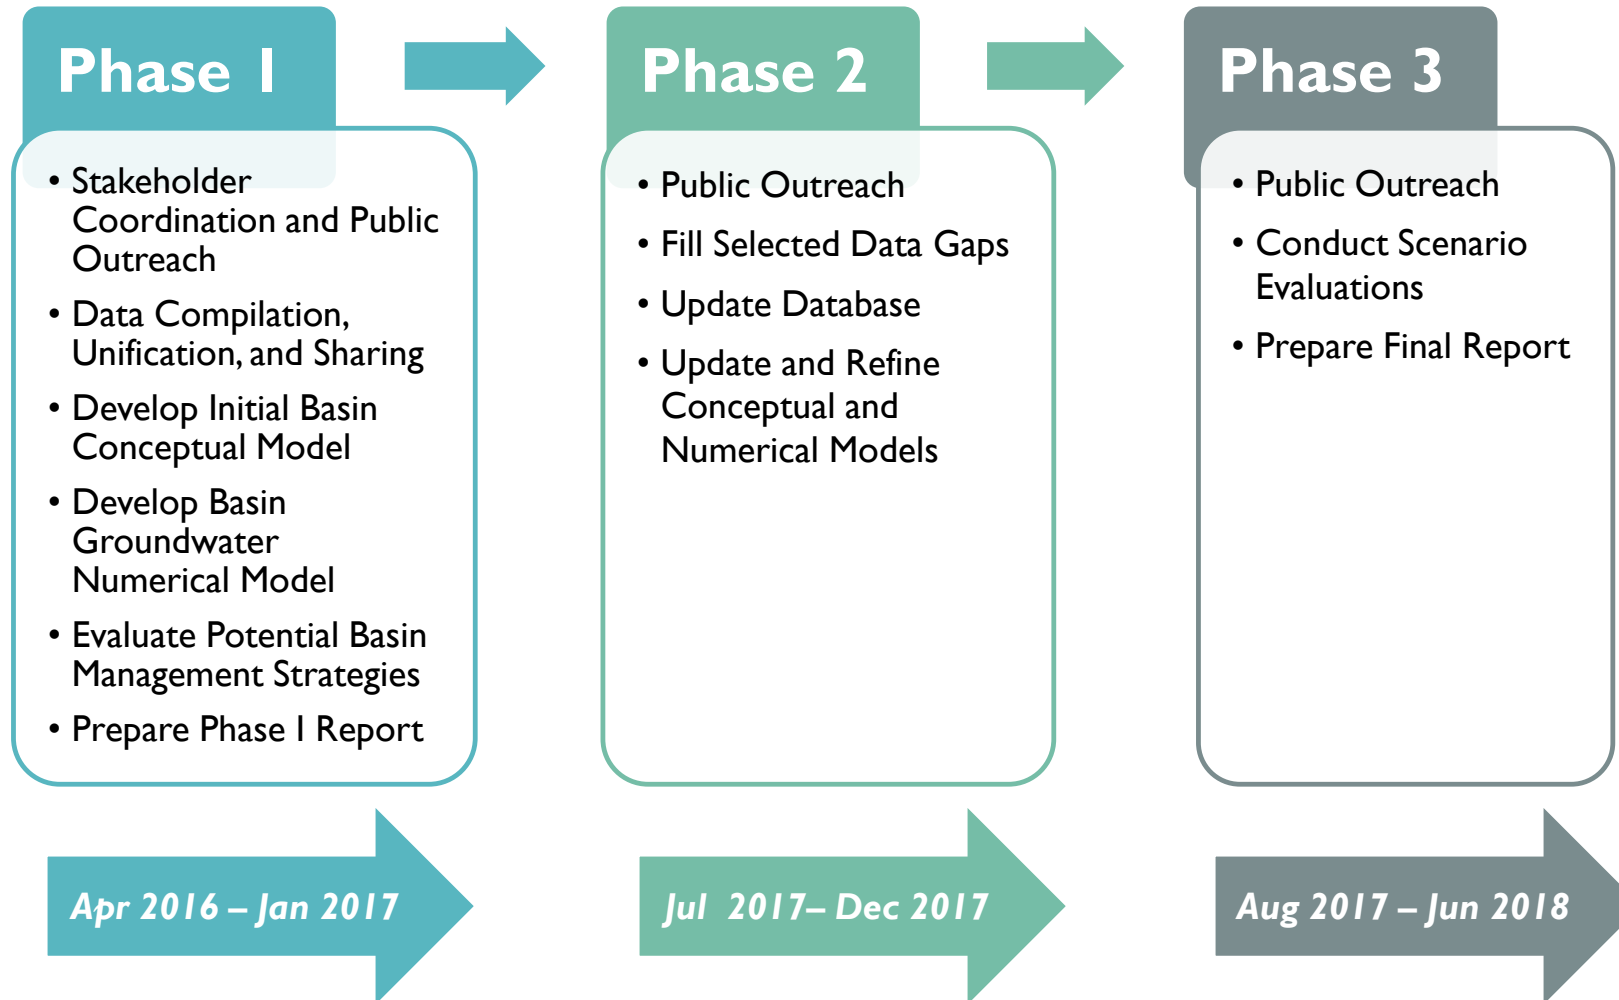 Phase 1
• Stakeholder
Coordination and Public
Outreach
• Data Compilation,
Unification, and Sharing
• Develop Initial Basin
Conceptual Model
• Develop Basin
Groundwater
Numerical Model
• Evaluate Potential Basin
Management Strategies
• Prepare Phase 1 Report
Apr 2016 – Jan 2017
Phase 2
• Public Outreach
• Fill Selected Data Gaps
• Update Database
• Update and Refine
Conceptual and
Numerical Models
Jul 2017– Dec 2017
Phase 3
• Public Outreach
• Conduct Scenario
Evaluations
• Prepare Final Report
Aug 2017 – Jun 2018